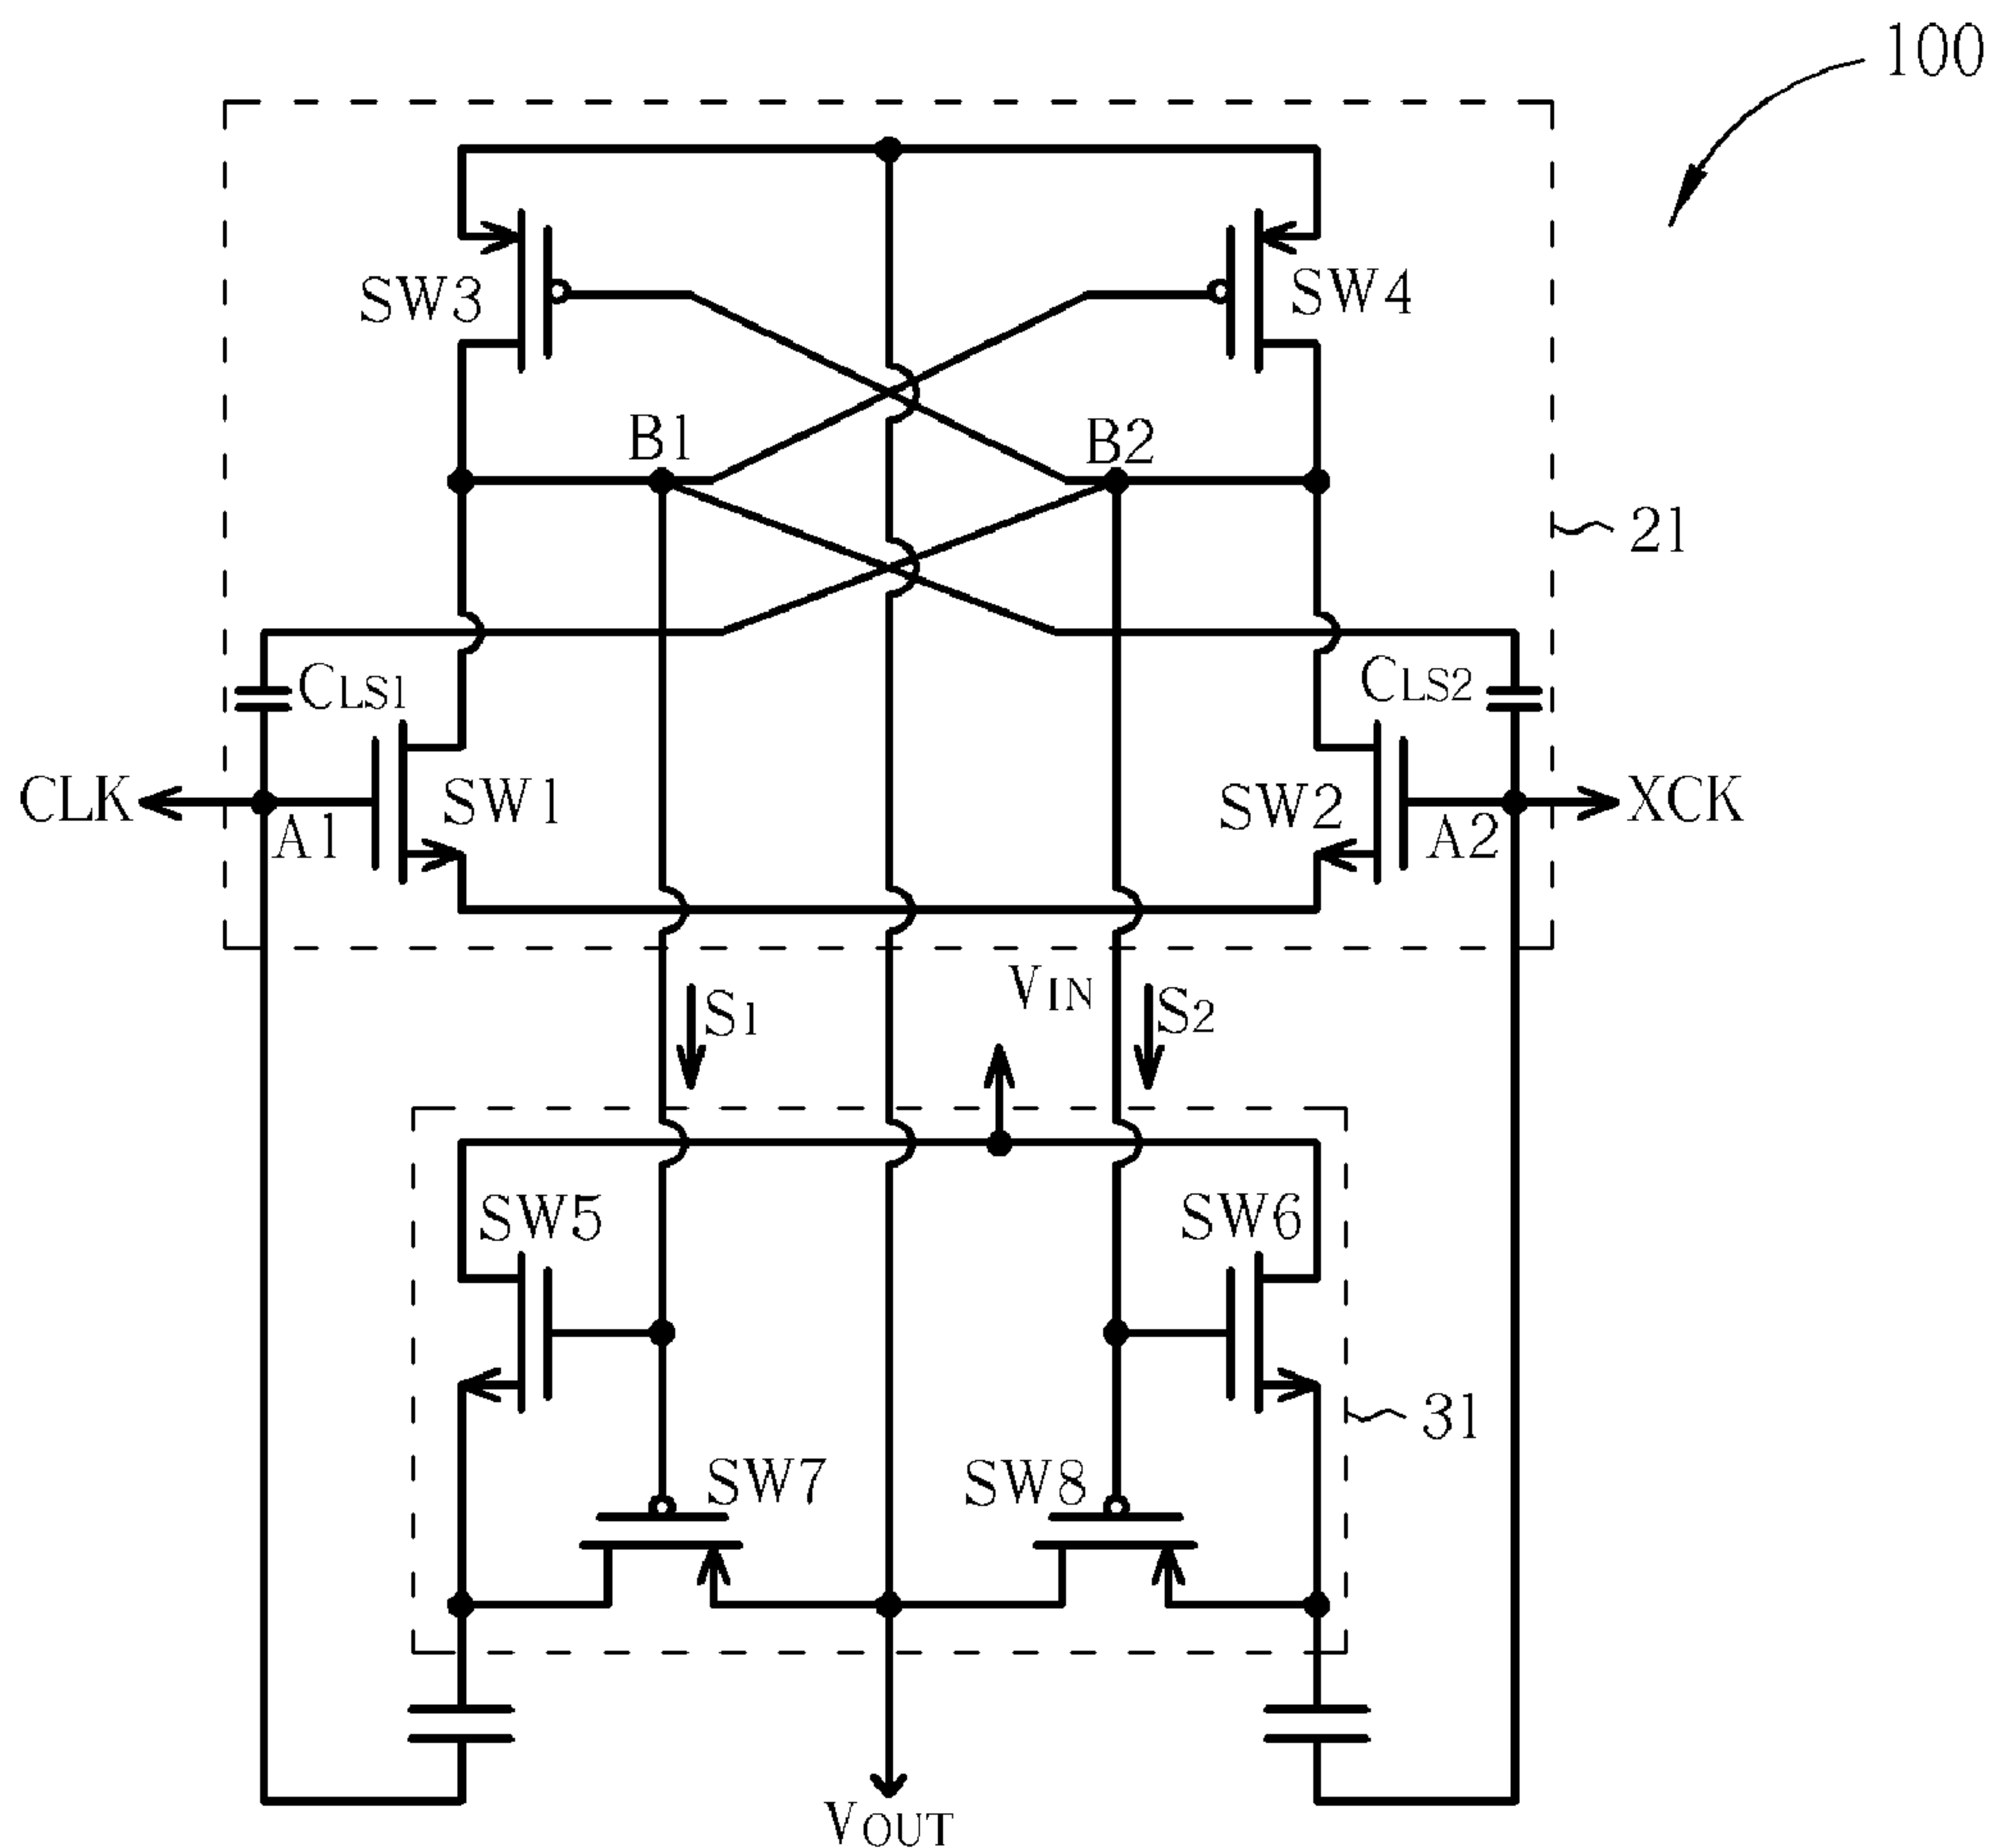 100
SW3
SW4
B1
B2
21
CLS1
CLS2
CLK
SW1
SW2
XCK
A1
A2
VIN
S1
S2
SW5
SW6
31
SW7
SW8
VOUT